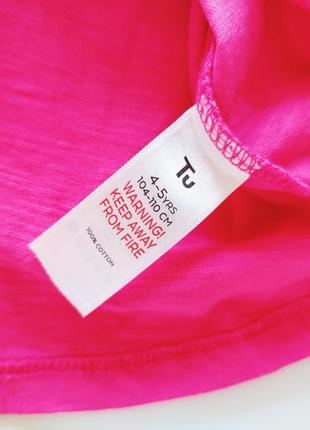 Tu
4-5YRS
104-110 CM
WARNING!
KEEP AWAY
FROM FIRE
100% COTTON